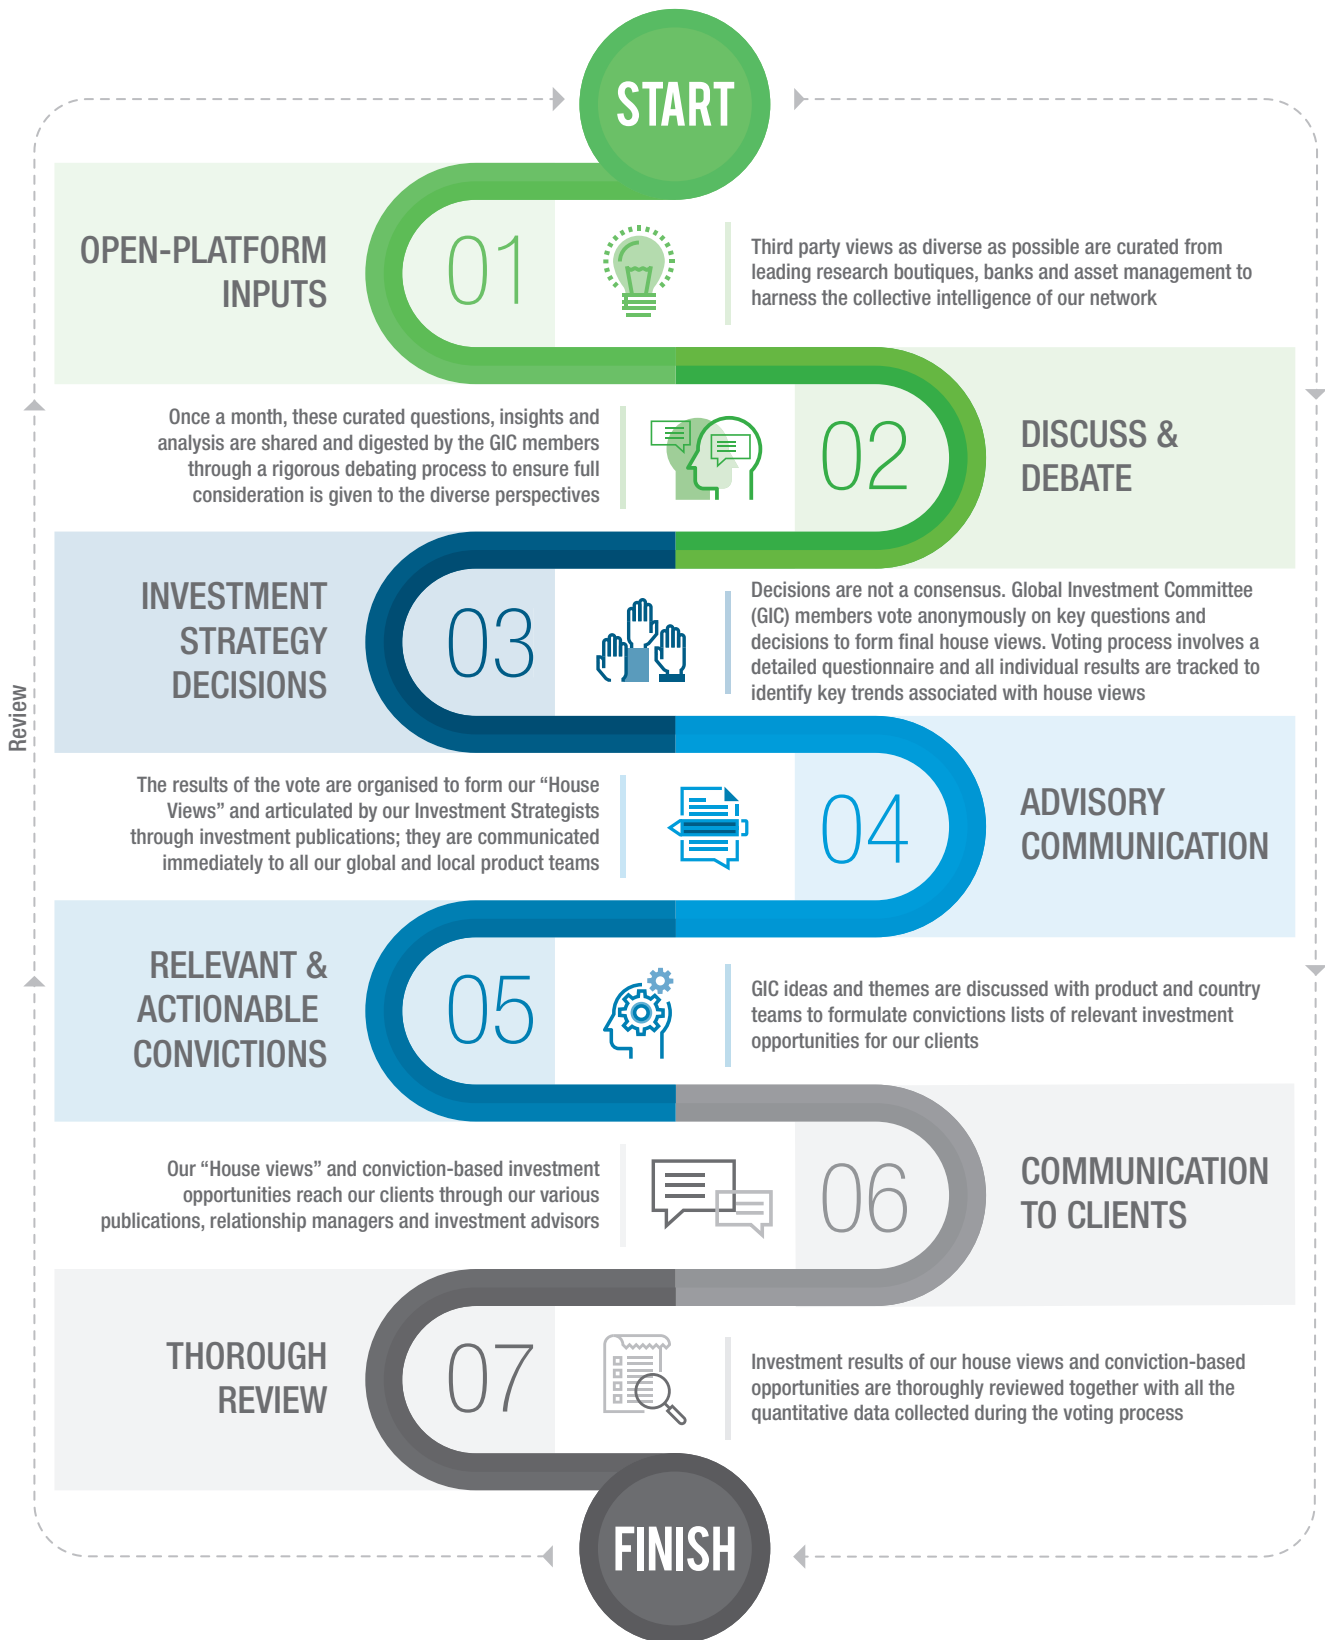 START
OPEN-PLATFORM
INPUTS
01
Third party views as diverse as possible are curated from
leading research boutiques, banks and asset management to
harness the collective intelligence of our network
Once a month, these curated questions, insights and
analysis are shared and digested by the GIC members
through a rigorous debating process to ensure full
consideration is given to the diverse perspectives
02
DISCUSS &
DEBATE
INVESTMENT
STRATEGY
DECISIONS
03
Decisions are not a consensus. Global Investment Committee
(GIC) members vote anonymously on key questions and
decisions to form final house views. Voting process involves a
detailed questionnaire and all individual results are tracked to
identify key trends associated with house views
Review
The results of the vote are organised to form our “House
Views” and articulated by our Investment Strategists
through investment publications; they are communicated
immediately to all our global and local product teams
04
ADVISORY
COMMUNICATION
RELEVANT &
ACTIONABLE
CONVICTIONS
05
GIC ideas and themes are discussed with product and country
teams to formulate convictions lists of relevant investment
opportunities for our clients
Our “House views” and conviction-based investment
opportunities reach our clients through our various
publications, relationship managers and investment advisors
06
COMMUNICATION
TO CLIENTS
THOROUGH
REVIEW
07
Investment results of our house views and conviction-based
opportunities are thoroughly reviewed together with all the
quantitative data collected during the voting process
FINISH